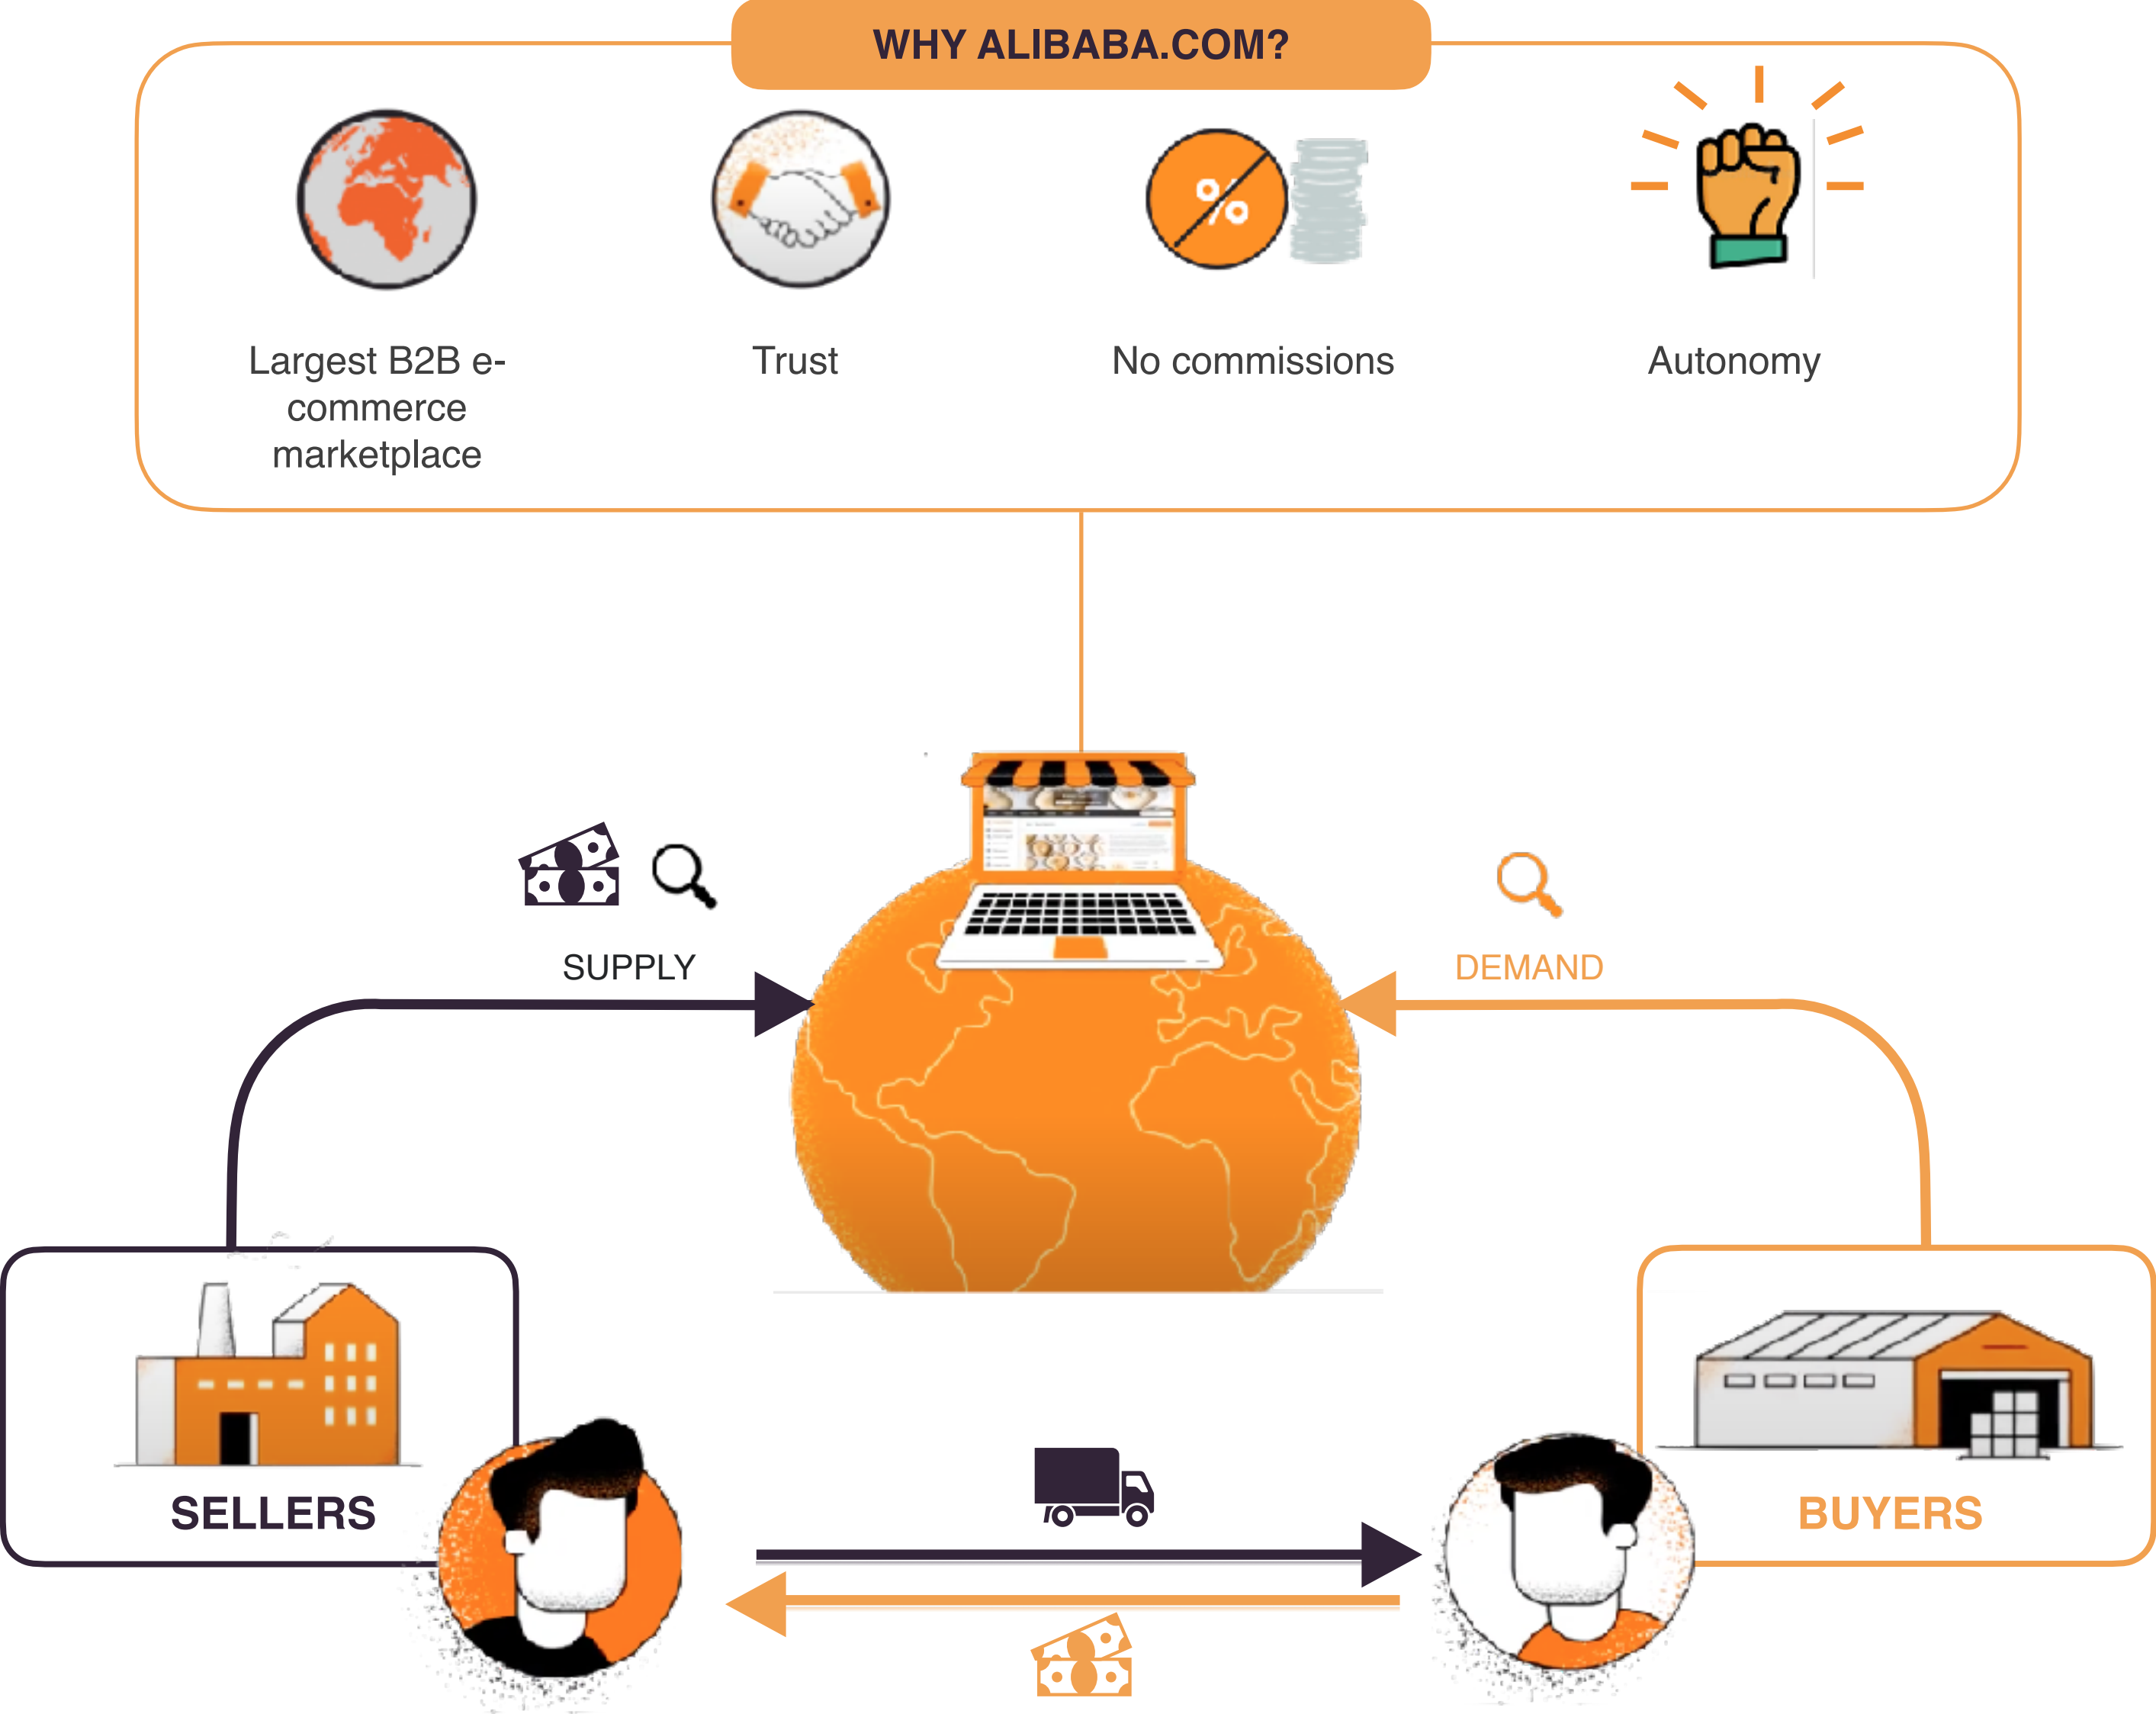 WHY ALIBABA.COM?
Largest B2B e-
commerce
marketplace
Trust
No commissions
Autonomy
SUPPLY
DEMAND
SELLERS
BUYERS